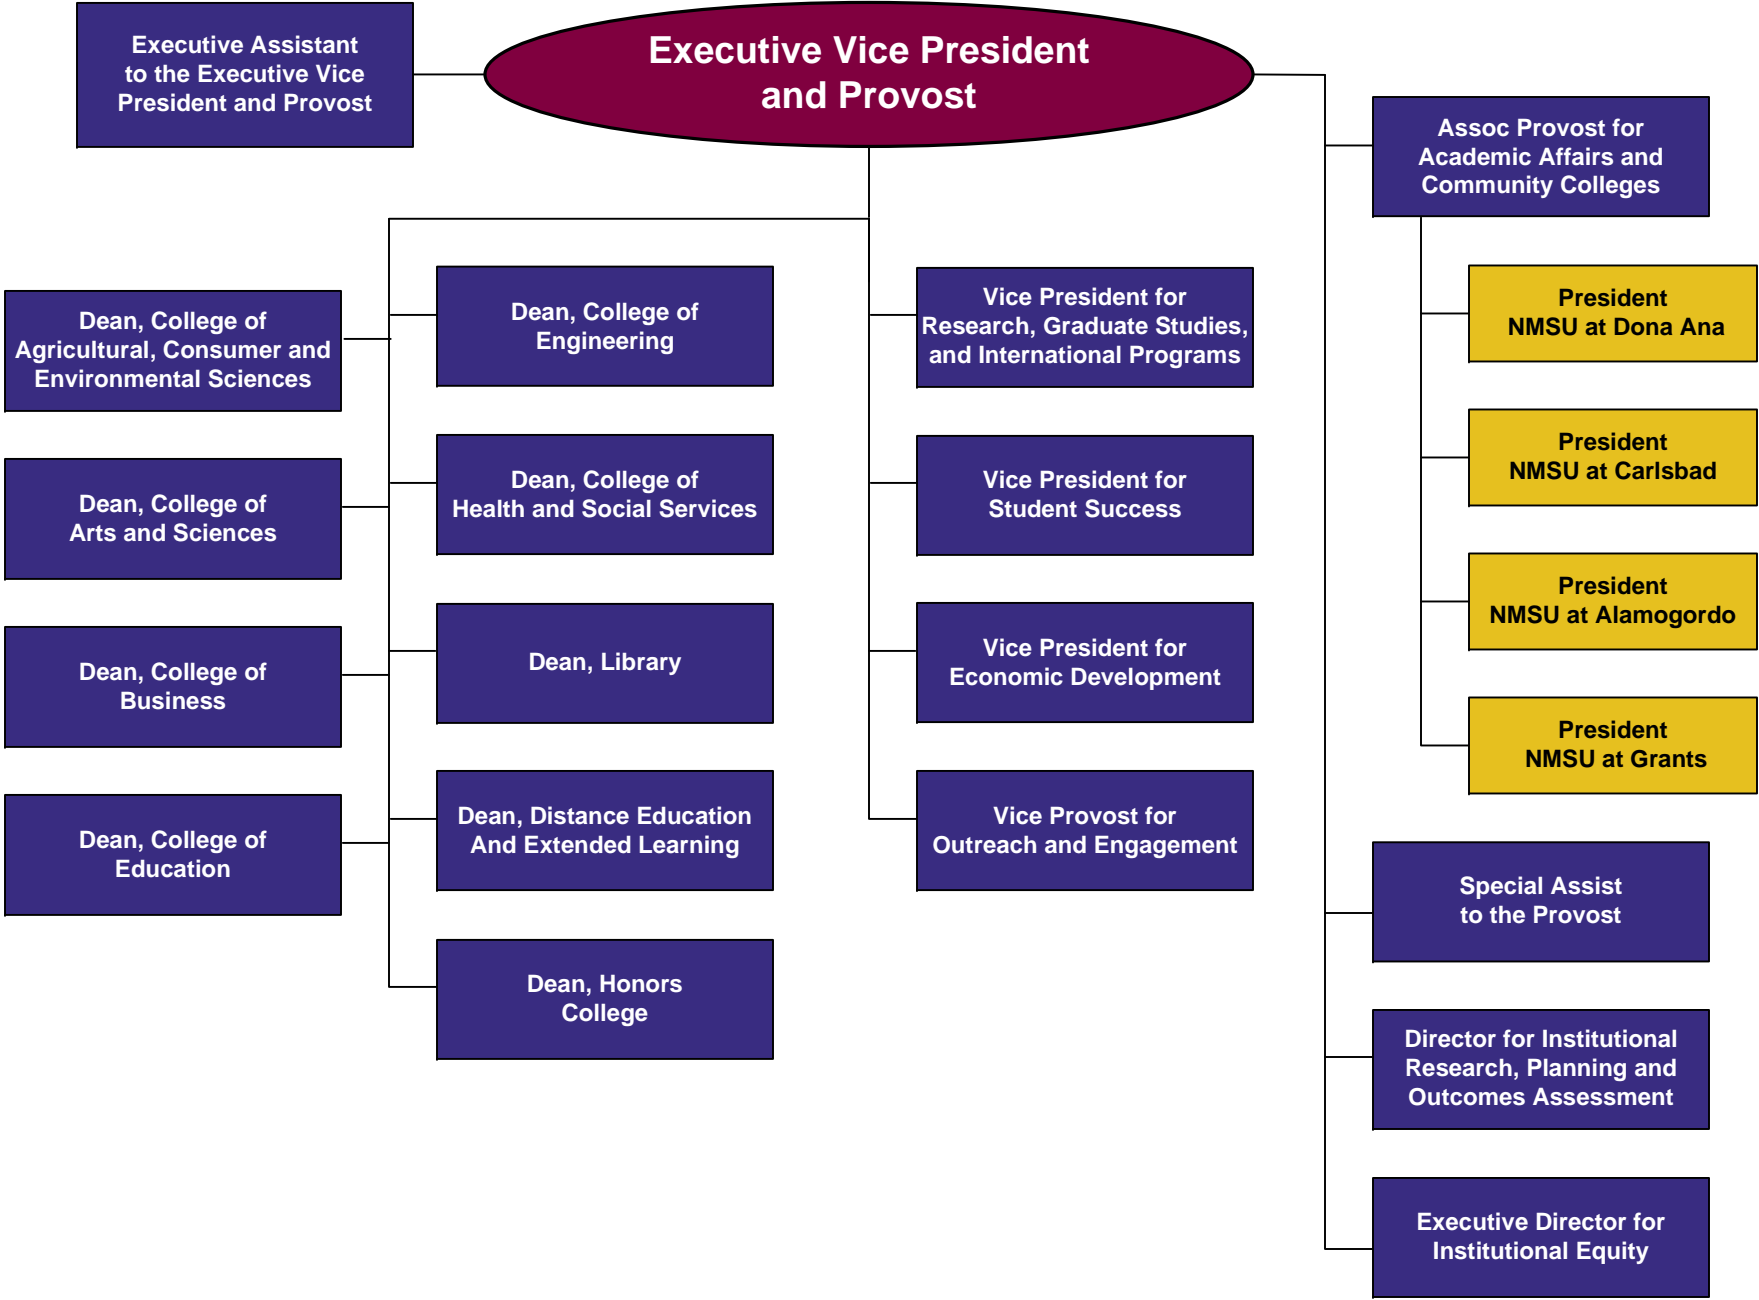 Executive Assistant
to the Executive Vice
President and Provost
Executive Vice President
and Provost
Assoc Provost for
Academic Affairs and
Community Colleges
Dean, College of
Agricultural, Consumer and
Environmental Sciences
Dean, College of
Arts and Sciences
Dean, College of
Business
Dean, College of
Education
Dean, College of
Engineering
Dean, College of
Health and Social Services
Dean, Library
Dean, Distance Education
And Extended Learning
Dean, Honors
College
Vice President for
Research, Graduate Studies,
and International Programs
Vice President for
Student Success
Vice President for
Economic Development
Vice Provost for
Outreach and Engagement
President
NMSU at Dona Ana
President
NMSU at Carlsbad
President
NMSU at Alamogordo
President
NMSU at Grants
Special Assist
to the Provost
Director for Institutional
Research, Planning and
Outcomes Assessment
Executive Director for
Institutional Equity